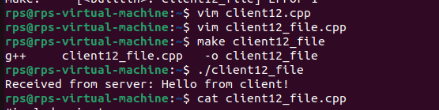 make: *** [<builtin>: client12_file] Error 1
rps@rps-virtual-machine:~$ vim client12.cpp
rps@rps-virtual-machine:~$ vim client12_file.cpp
rps@rps-virtual-machine:~$ make client12_file
g++     client12_file.cpp   -o client12_file
rps@rps-virtual-machine:~$ ./client12_file
Received from server: Hello from client!
rps@rps-virtual-machine:~$ cat client12_file.cpp